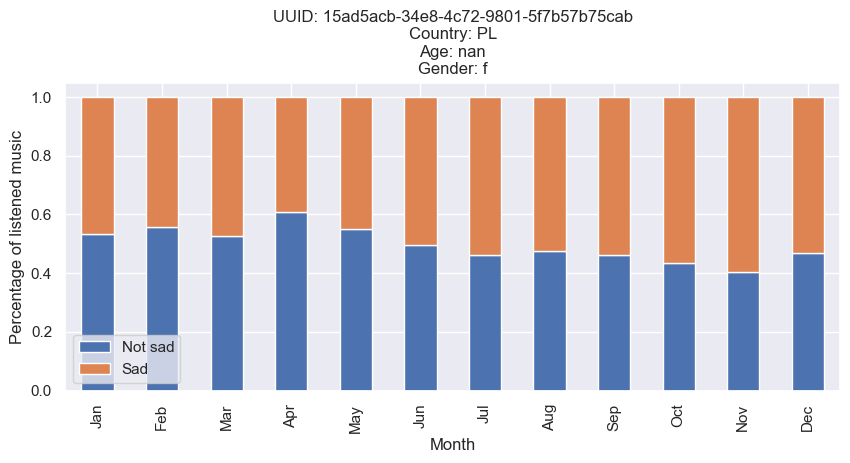 UUID: 15ad5acb-34e8-4c72-9801-5f7b57b75cab
Country: PL
Age: nan
Gender: f
Percentage of listened music
1.0
0.8
0.6
0.4
0.2
0.0
Not sad
Sad
Jan
Feb
Mar
Apr
May
Jun
Jul
Aug
Sep
Oct
Nov
Dec
Month